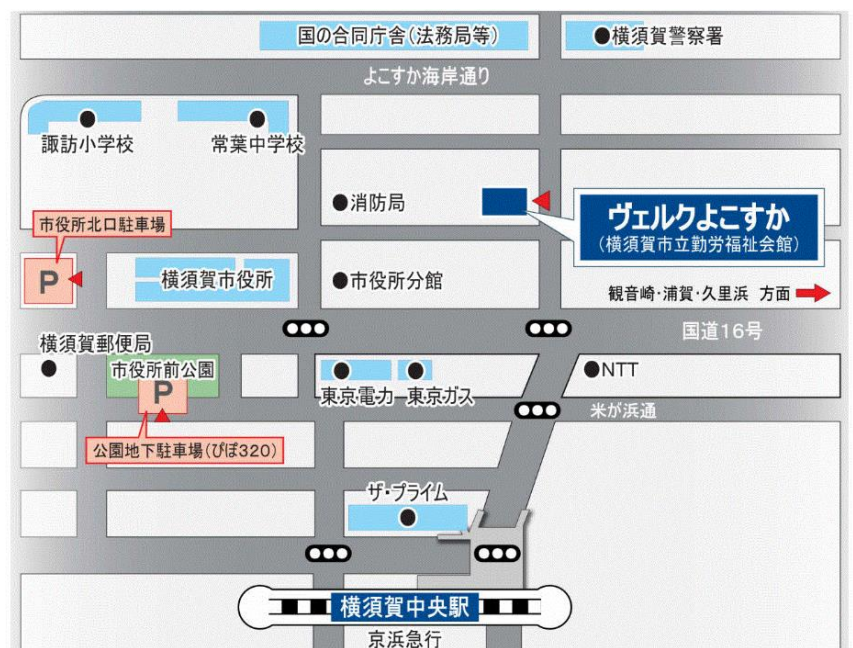 国の合同庁舎(法務局等)
横須賀警察署
よこすか海岸通り
諏訪小学校
常葉中学校
消防局
ヴェルクよこすか
(横須賀市立勤労福祉会館)
市役所北口駐車場
P
横須賀市役所
市役所分館
観音崎・浦賀・久里浜 方面
国道16号
横須賀郵便局
市役所前公園
P
東京電力
東京ガス
NTT
米が浜通
公園地下駐車場(ぴぽ320)
ザ・プライム
横須賀中央駅
京浜急行